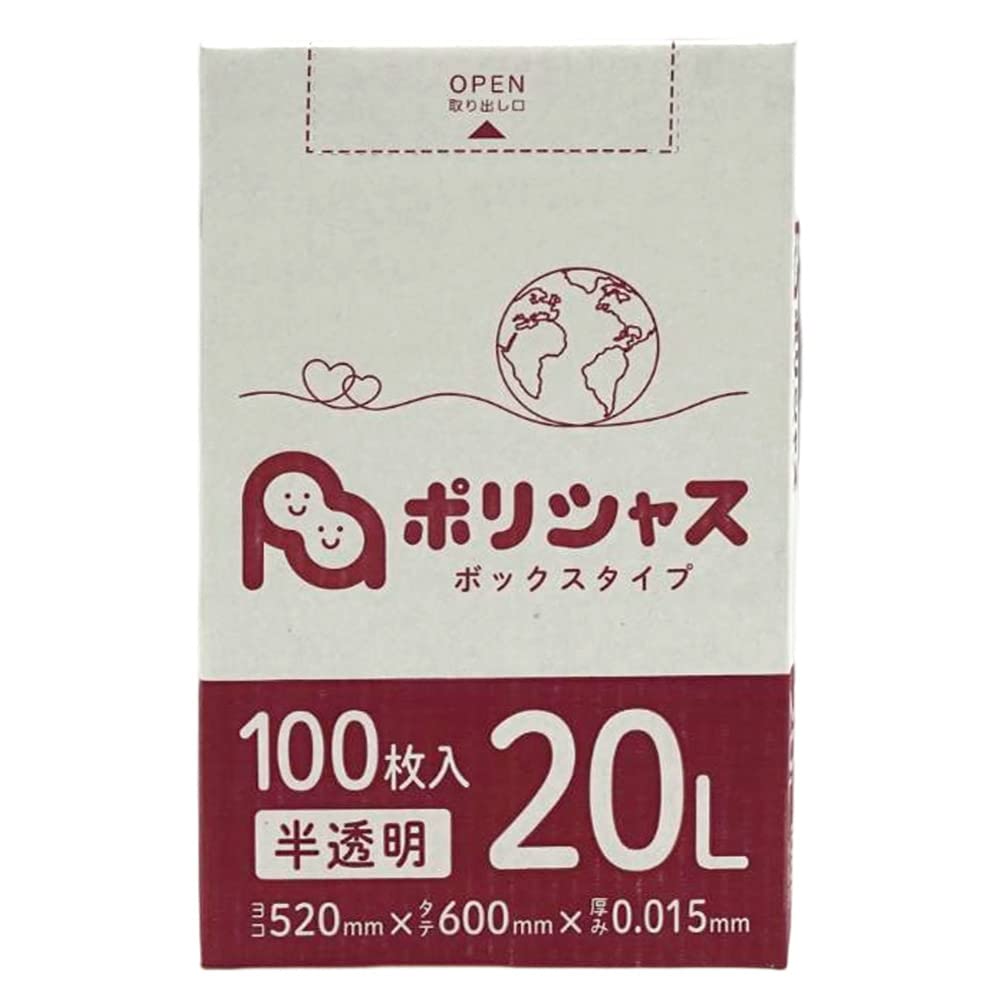 OPEN
取り出し口
ポリシャス
ボックスタイプ
100枚入 20L
半透明
ヨコ520mm×タテ600mm×厚み0.015mm